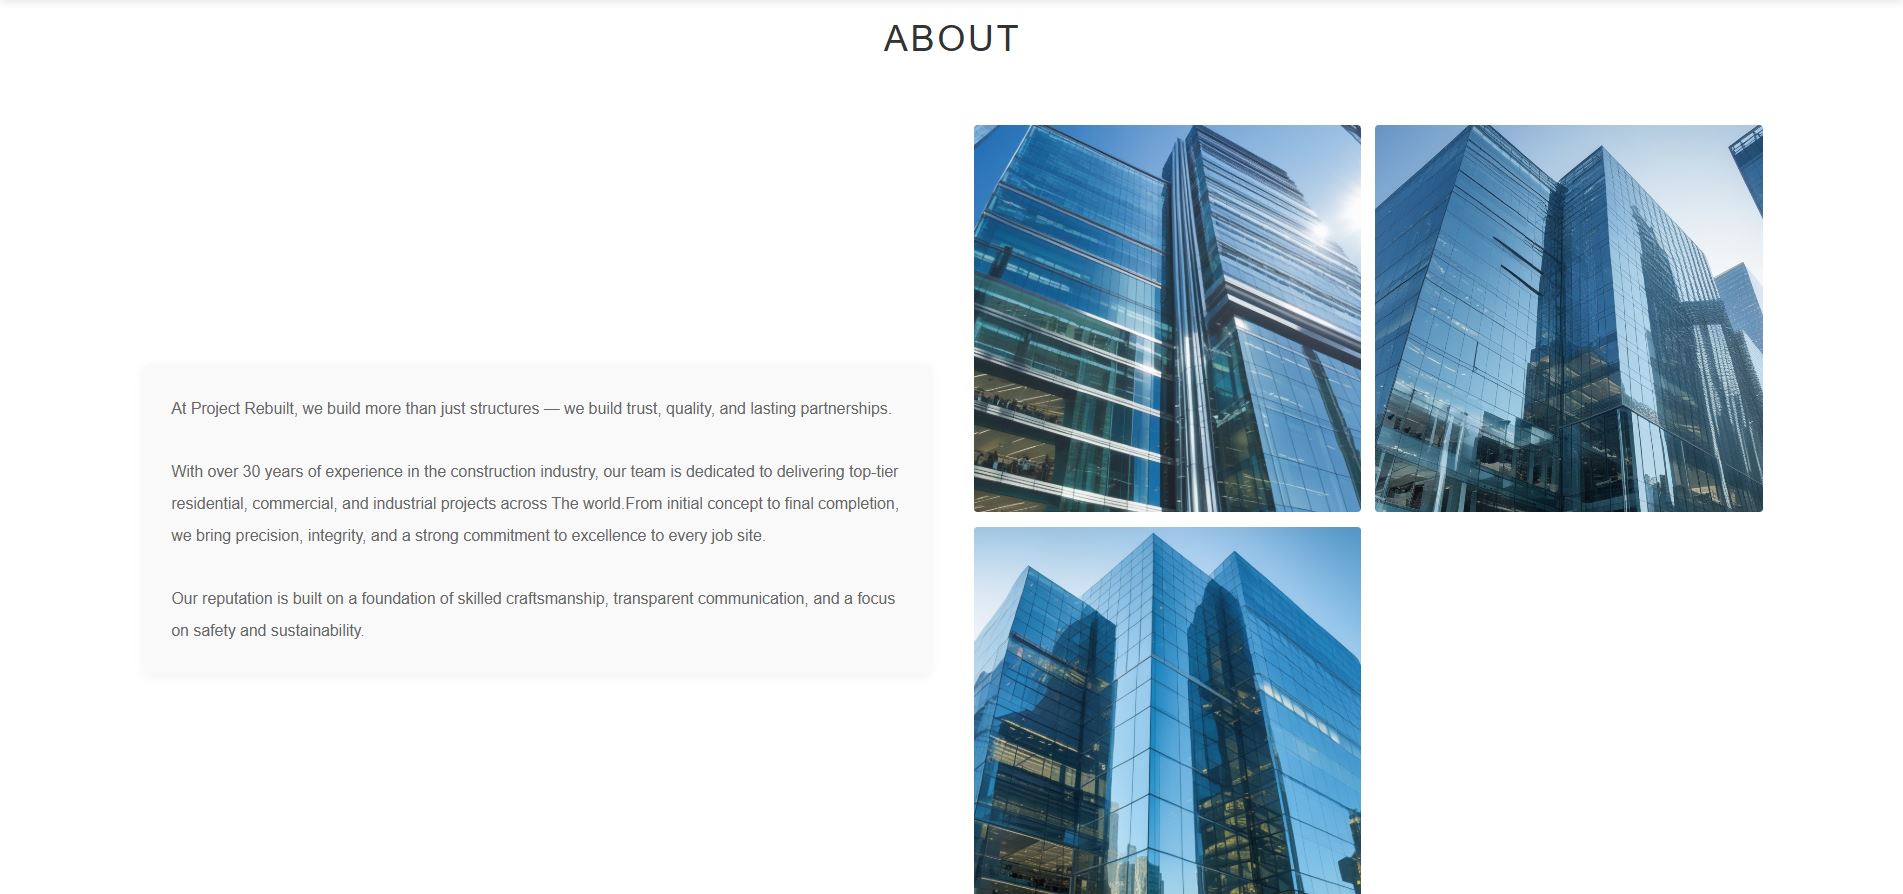 ABOUT
At Project Rebuilt, we build more than just structures — we build trust, quality, and lasting partnerships.
With over 30 years of experience in the construction industry, our team is dedicated to delivering top-tier
residential, commercial, and industrial projects across The world.From initial concept to final completion,
we bring precision, integrity, and a strong commitment to excellence to every job site.
Our reputation is built on a foundation of skilled craftsmanship, transparent communication, and a focus
on safety and sustainability.